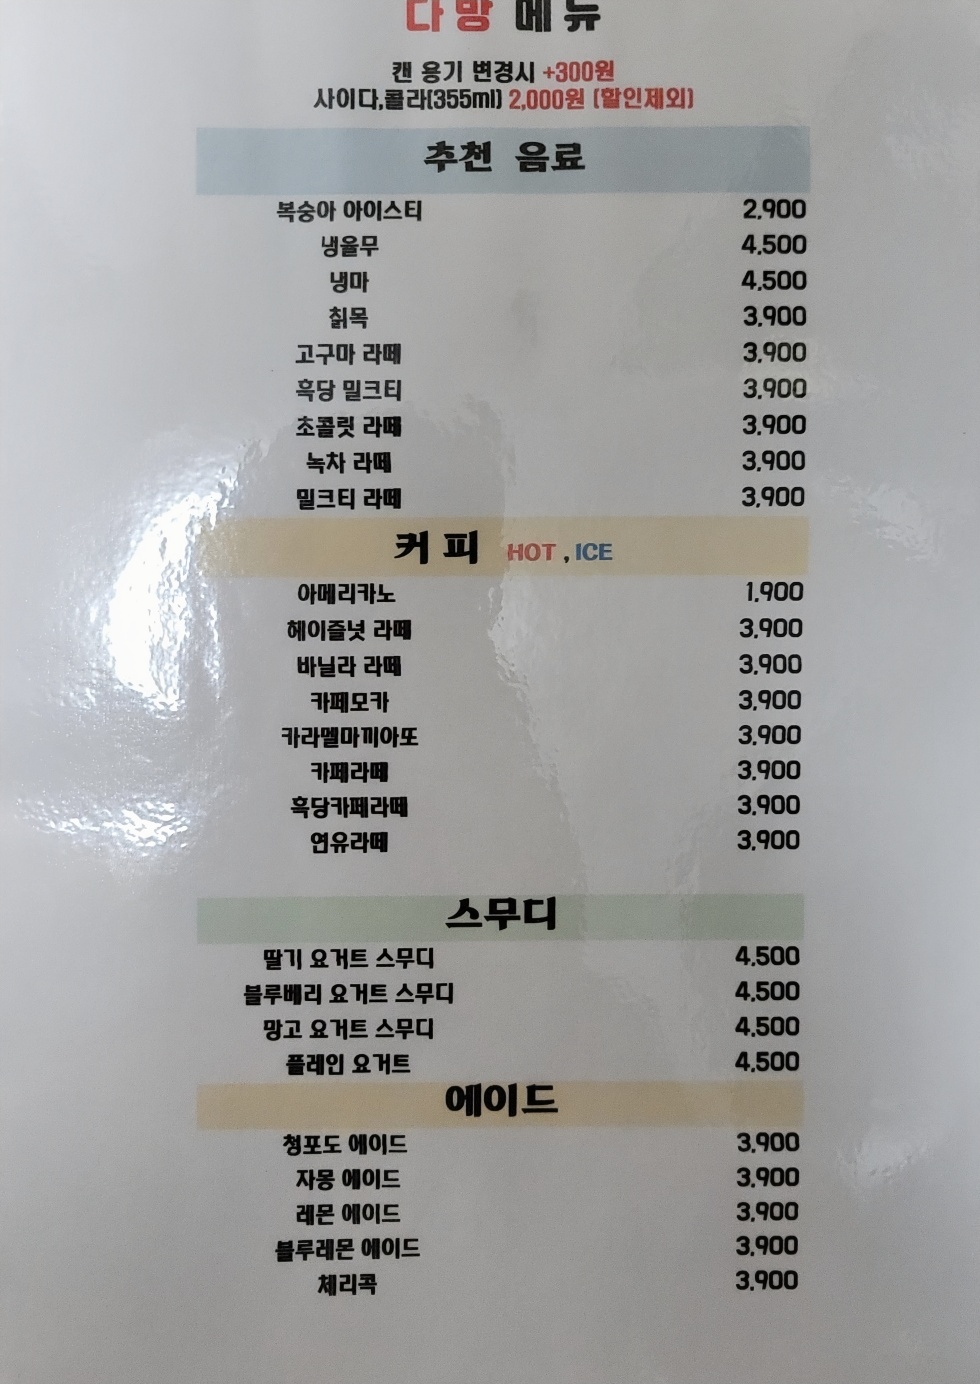 다방 메뉴
캔 용기 변경시 +300원
사이다,콜라(355ml) 2,000원 (할인제외)
추천 음료
복숭아 아이스티 2,900
냉율무 4,500
냉마 4,500
칡목 3,900
고구마 라떼 3,900
흑당 밀크티 3,900
초콜릿 라떼 3,900
녹차 라떼 3,900
밀크티 라떼 3,900
커피 HOT , ICE
아메리카노 1,900
헤이즐넛 라떼 3,900
바닐라 라떼 3,900
카페모카 3,900
카라멜마끼아또 3,900
카페라떼 3,900
흑당카페라떼 3,900
연유라떼 3,900
스무디
딸기 요거트 스무디 4,500
블루베리 요거트 스무디 4,500
망고 요거트 스무디 4,500
플레인 요거트 4,500
에이드
청포도 에이드 3,900
자몽 에이드 3,900
레몬 에이드 3,900
블루레몬 에이드 3,900
체리콕 3,900